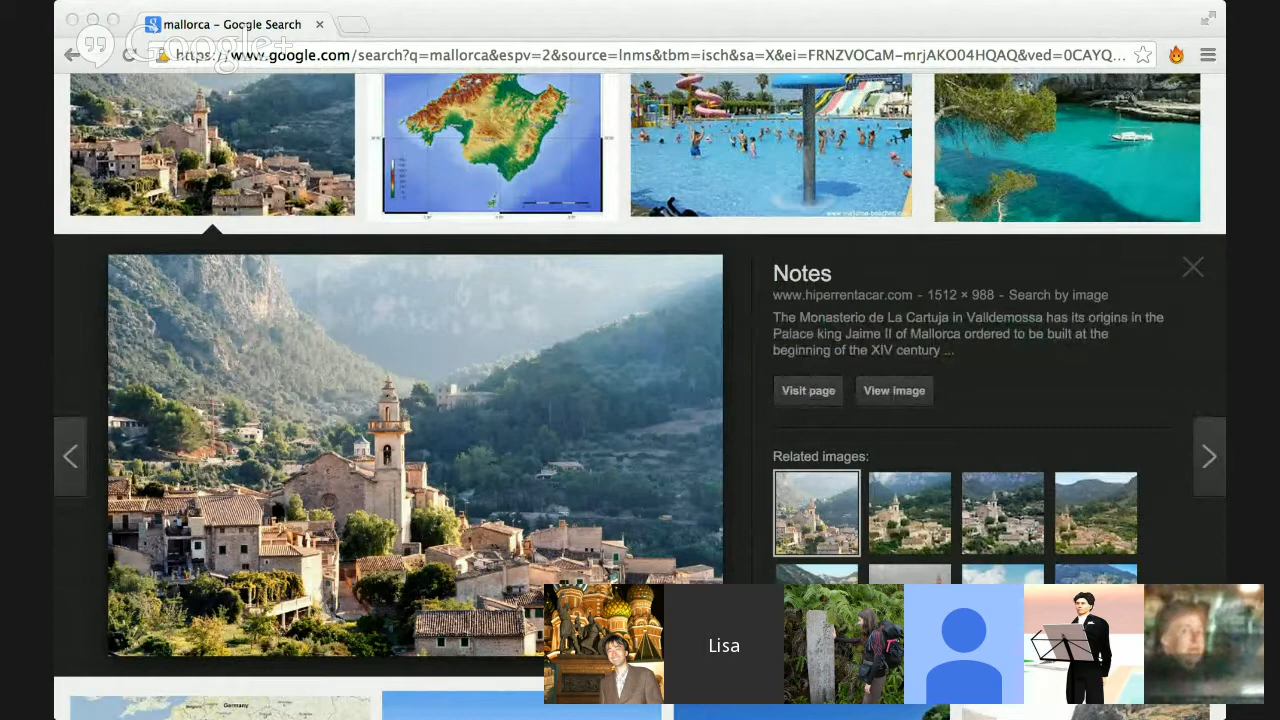 mallorca – Google Search
Google+
https://www.google.com/search?q=mallorca&espv=2&source=lnms&tbm=isch&sa=X&ei=FRNZVOCaM-mrjAKO04HQAQ&ved=0CAYQ...
Notes
www.hiperrentacar.com - 1512 × 988 - Search by image
The Monasterio de La Cartuja in Valldemossa has its origins in the
Palace king Jaime II of Mallorca ordered to be built at the
beginning of the XIV century ...
Visit page
View image
Related images:
Lisa
Germany